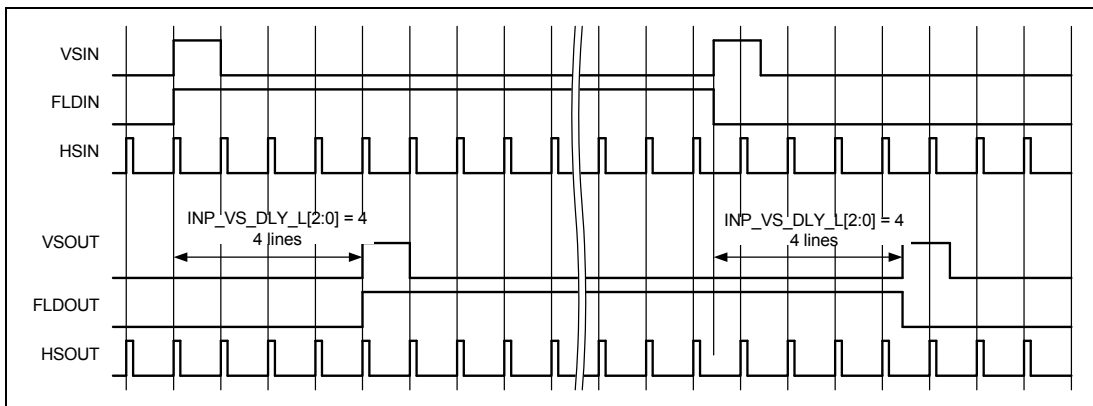 VSIN
FLDIN
HSIN
INP_VS_DLY_L[2:0] = 4
4 lines
INP_VS_DLY_L[2:0] = 4
4 lines
VSOUT
FLDOUT
HSOUT